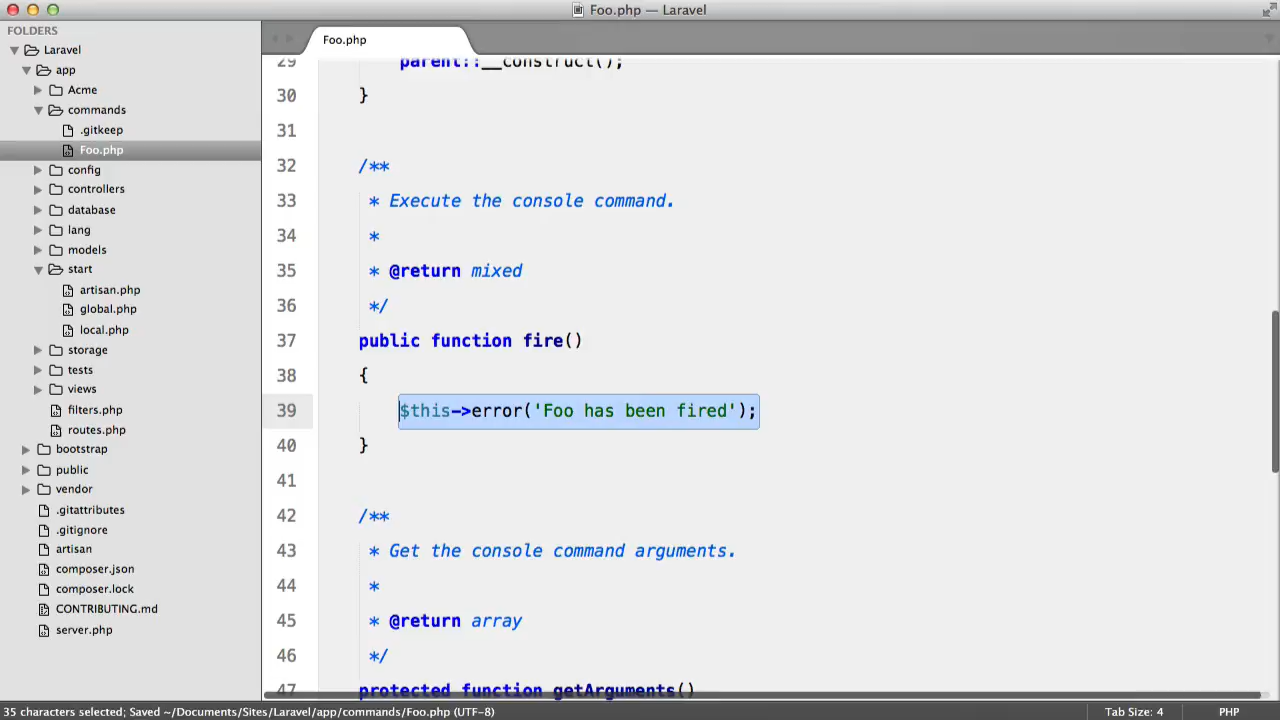 Foo.php — Laravel
FOLDERS
Laravel
app
Acme
commands
.gitkeep
Foo.php
config
controllers
database
lang
models
start
artisan.php
global.php
local.php
storage
tests
views
filters.php
routes.php
bootstrap
public
vendor
.gitattributes
.gitignore
artisan
composer.json
composer.lock
CONTRIBUTING.md
server.php
Foo.php
29 parent::__construct();
30 }
31
32 /**
33 * Execute the console command.
34 *
35 * @return mixed
36 */
37 public function fire()
38 {
39 $this->error('Foo has been fired');
40 }
41
42 /**
43 * Get the console command arguments.
44 *
45 * @return array
46 */
47 protected function getArguments()
35 characters selected; Saved ~/Documents/Sites/Laravel/app/commands/Foo.php (UTF-8)
Tab Size: 4
PHP